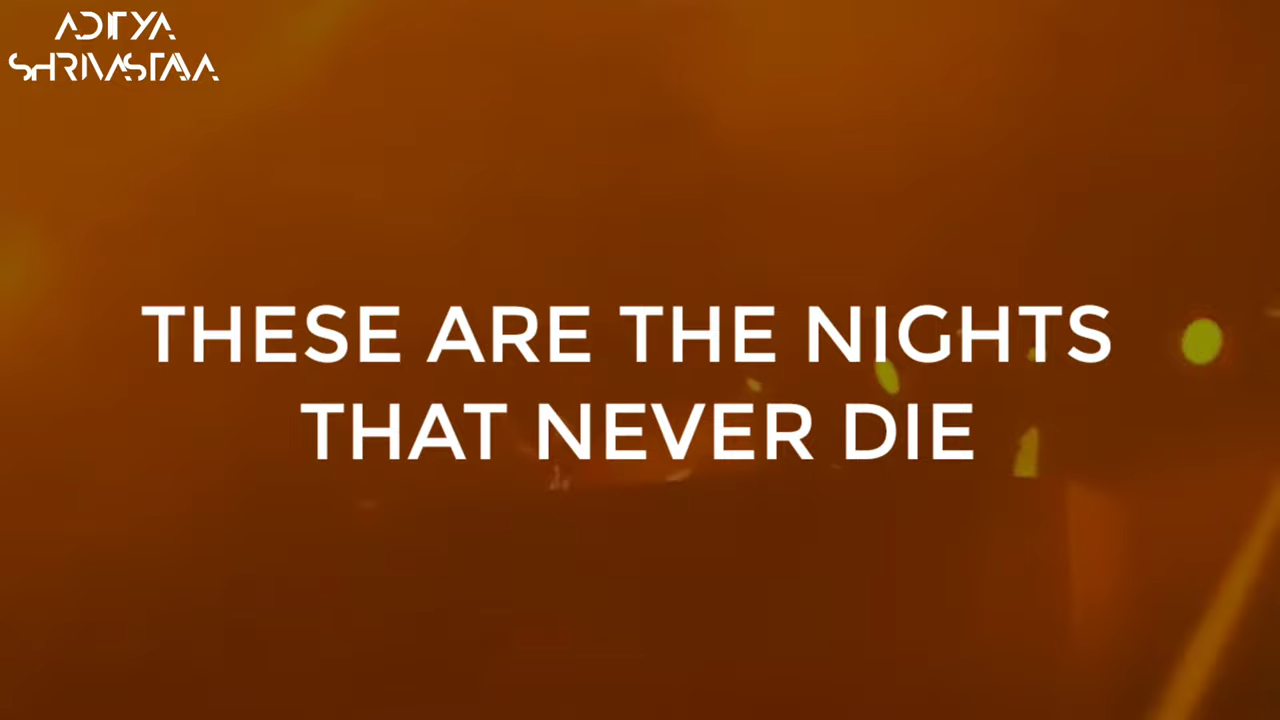 ADITYA
SHRIVASTAVA
THESE ARE THE NIGHTS
THAT NEVER DIE